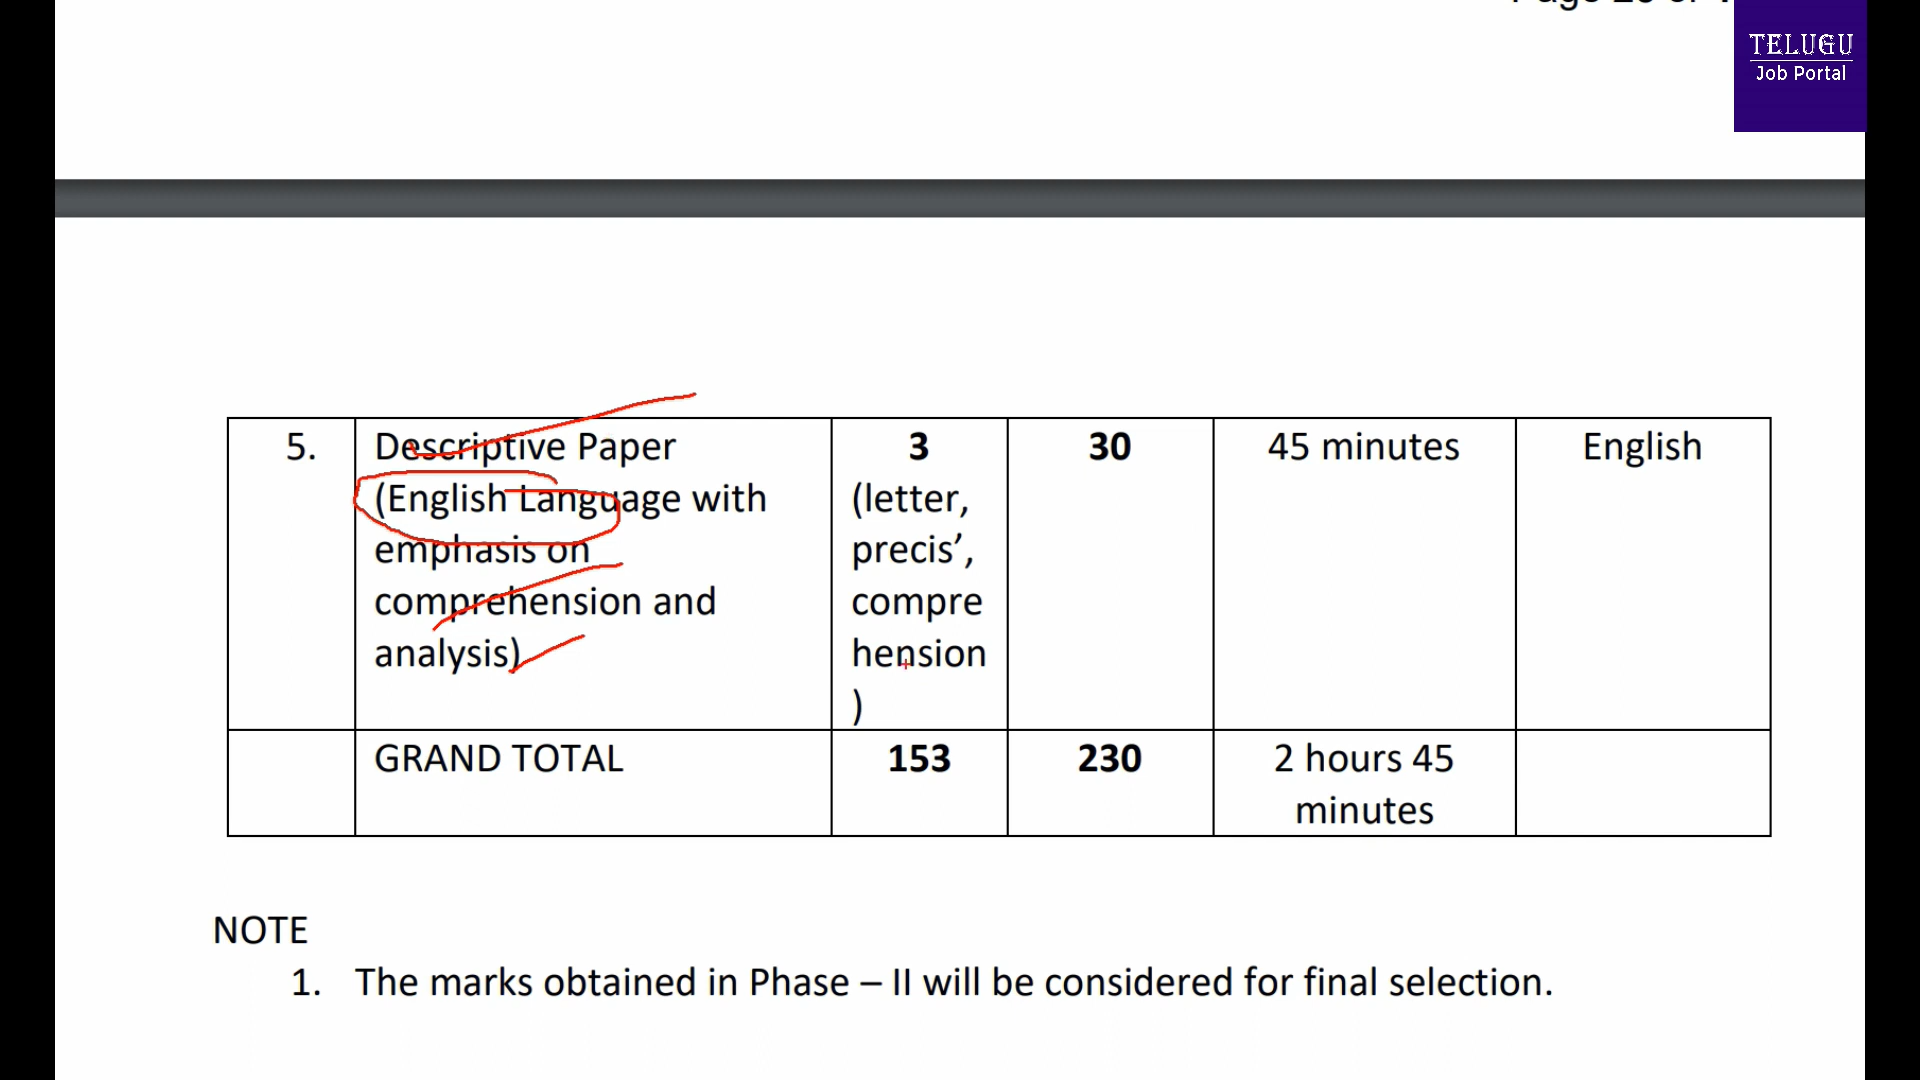 TELUGU
Job Portal
5. Descriptive Paper 3 30 45 minutes English
(English Language with (letter,
emphasis on precis’,
comprehension and compre
analysis) hension
)
GRAND TOTAL 153 230 2 hours 45
minutes
NOTE
1. The marks obtained in Phase – II will be considered for final selection.